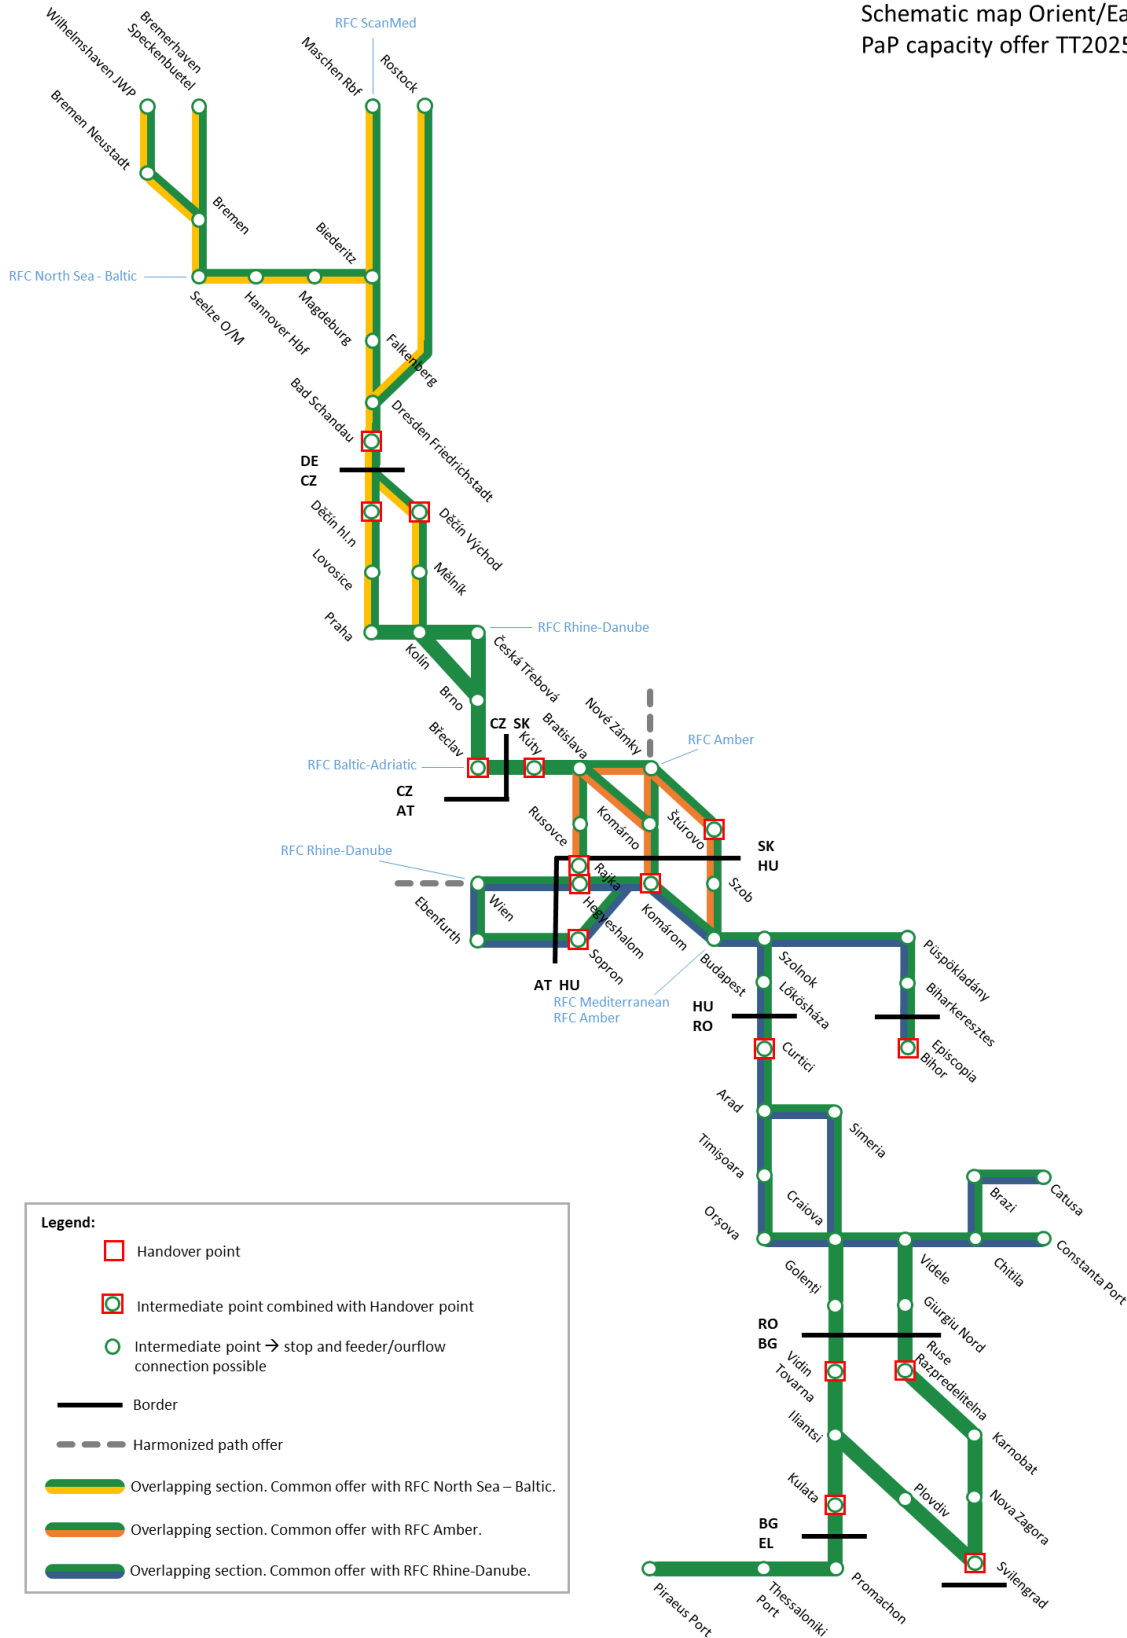 Schematic map Orient/Ea
PaP capacity offer TT2025
RFC ScanMed
Wilhelmshaven JWP
Bremerhaven
Speckenbuetel
Maschen Rbf
Rostock
Bremen Neustadt
Bremen
Biederitz
RFC North Sea - Baltic
Seelze O/M
Hannover Hbf
Magdeburg
Falkenberg
Bad Schandau
Dresden Friedrichstadt
DE
CZ
Děčín hl.n
Děčín Východ
Lovosice
Mělník
Praha
Kolín
RFC Rhine-Danube
Česká Třebová
Brno
Břeclav
CZ SK
Kúty
Bratislava
Nové Zámky
RFC Amber
RFC Baltic-Adriatic
CZ
AT
Rusovce
Komárno
Štúrovo
SK
HU
RFC Rhine-Danube
Rajka
Szob
Wien
Hegyeshalom
Komárom
Ebenfurth
Sopron
Budapest
Szolnok
Püspökladány
AT HU
RFC Mediterranean
RFC Amber
HU
RO
Lőkösháza
Biharkeresztes
Curtici
Episcopia
Bihor
Arad
Simeria
Timișoara
Craiova
Orșova
Brazi
Catusa
Golenți
Videle
Chitila
Constanta Port
Giurgiu Nord
RO
BG
Vidin
Tovarna
Ruse
Razpredelitelna
Iliantsi
Karnobat
Kulata
Plovdiv
Nova Zagora
BG
EL
Svilengrad
Piraeus Port
Thessaloniki
Port
Promachon
Legend:
Handover point
Intermediate point combined with Handover point
Intermediate point → stop and feeder/ourflow
connection possible
Border
Harmonized path offer
Overlapping section. Common offer with RFC North Sea – Baltic.
Overlapping section. Common offer with RFC Amber.
Overlapping section. Common offer with RFC Rhine-Danube.